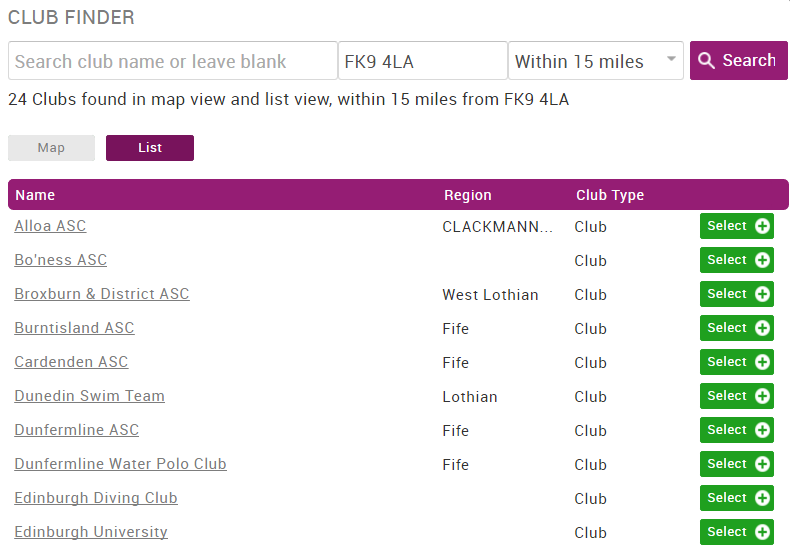 CLUB FINDER
Search club name or leave blank FK9 4LA Within 15 miles Search
24 Clubs found in map view and list view, within 15 miles from FK9 4LA
Map List
Name Region Club Type
Alloa ASC CLACKMANN... Club Select
Bo'ness ASC Club Select
Broxburn & District ASC West Lothian Club Select
Burntisland ASC Fife Club Select
Cardenden ASC Fife Club Select
Dunedin Swim Team Lothian Club Select
Dunfermline ASC Fife Club Select
Dunfermline Water Polo Club Fife Club Select
Edinburgh Diving Club Club Select
Edinburgh University Club Select